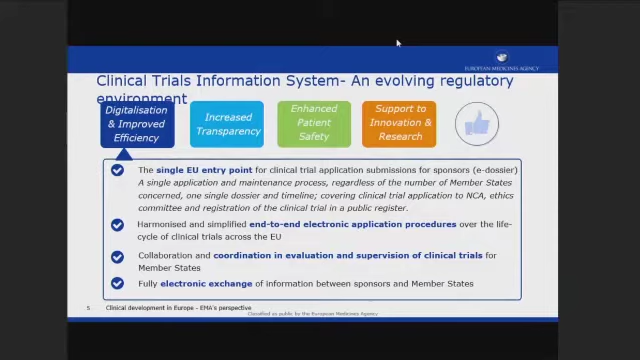 EUROPEAN MEDICINES AGENCY
Clinical Trials Information System- An evolving regulatory
environment
Digitalisation
& Improved
Efficiency
Increased
Transparency
Enhanced
Patient
Safety
Support to
Innovation &
Research
The single EU entry point for clinical trial application submissions for sponsors (e-dossier)
A single application and maintenance process, regardless of the number of Member States
concerned, one single dossier and timeline; covering clinical trial application to NCA, ethics
committee and registration of the clinical trial in a public register.
Harmonised and simplified end-to-end electronic application procedures over the life-
cycle of clinical trials across the EU
Collaboration and coordination in evaluation and supervision of clinical trials for
Member States
Fully electronic exchange of information between sponsors and Member States
5 Clinical development in Europe – EMA's perspective
Classified as public by the European Medicines Agency